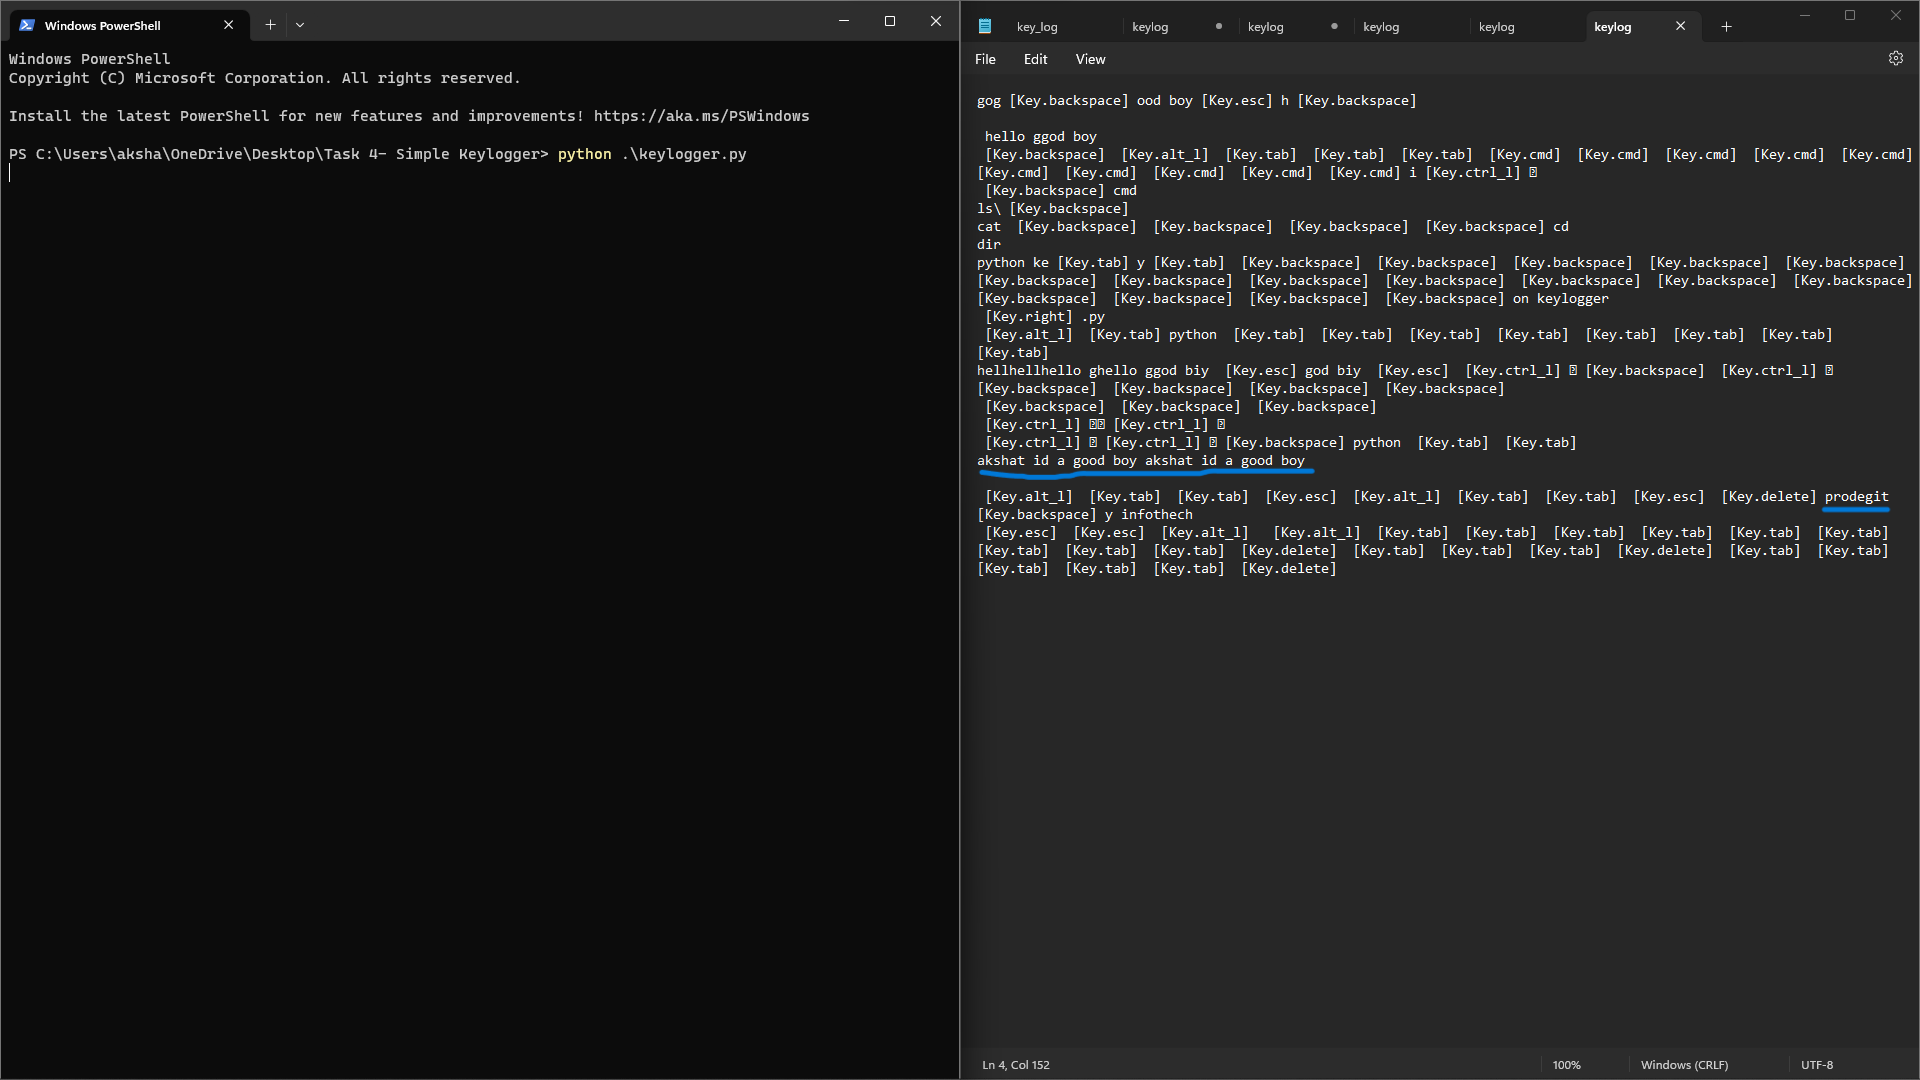 Windows PowerShell
Windows PowerShell
Copyright (C) Microsoft Corporation. All rights reserved.
Install the latest PowerShell for new features and improvements! https://aka.ms/PSWindows
PS C:\Users\aksha\OneDrive\Desktop\Task 4- Simple Keylogger> python .\keylogger.py
key_log keylog keylog keylog keylog keylog
File Edit View
gog [Key.backspace] ood boy [Key.esc] h [Key.backspace]
hello ggod boy
[Key.backspace] [Key.alt_l] [Key.tab] [Key.tab] [Key.tab] [Key.cmd] [Key.cmd] [Key.cmd] [Key.cmd] [Key.cmd]
[Key.cmd] [Key.cmd] [Key.cmd] [Key.cmd] [Key.cmd] i [Key.ctrl_l]
[Key.backspace] cmd
ls\ [Key.backspace]
cat [Key.backspace] [Key.backspace] [Key.backspace] [Key.backspace] cd
dir
python ke [Key.tab] y [Key.tab] [Key.backspace] [Key.backspace] [Key.backspace] [Key.backspace] [Key.backspace]
[Key.backspace] [Key.backspace] [Key.backspace] [Key.backspace] [Key.backspace] [Key.backspace] [Key.backspace]
[Key.backspace] [Key.backspace] [Key.backspace] [Key.backspace] on keylogger
[Key.right] .py
[Key.alt_l] [Key.tab] python [Key.tab] [Key.tab] [Key.tab] [Key.tab] [Key.tab] [Key.tab] [Key.tab]
[Key.tab]
hellhellhello ghello ggod biy [Key.esc] god biy [Key.esc] [Key.ctrl_l] [Key.backspace] [Key.ctrl_l]
[Key.backspace] [Key.backspace] [Key.backspace] [Key.backspace]
[Key.backspace] [Key.backspace] [Key.backspace]
[Key.ctrl_l] [Key.ctrl_l]
[Key.ctrl_l] [Key.ctrl_l] [Key.backspace] python [Key.tab] [Key.tab]
akshat id a good boy akshat id a good boy
[Key.alt_l] [Key.tab] [Key.tab] [Key.esc] [Key.alt_l] [Key.tab] [Key.tab] [Key.esc] [Key.delete] prodegit
[Key.backspace] y infothech
[Key.esc] [Key.esc] [Key.alt_l] [Key.alt_l] [Key.tab] [Key.tab] [Key.tab] [Key.tab] [Key.tab] [Key.tab]
[Key.tab] [Key.tab] [Key.tab] [Key.delete] [Key.tab] [Key.tab] [Key.tab] [Key.delete] [Key.tab] [Key.tab]
[Key.tab] [Key.tab] [Key.tab] [Key.delete]
Ln 4, Col 152 100% Windows (CRLF) UTF-8